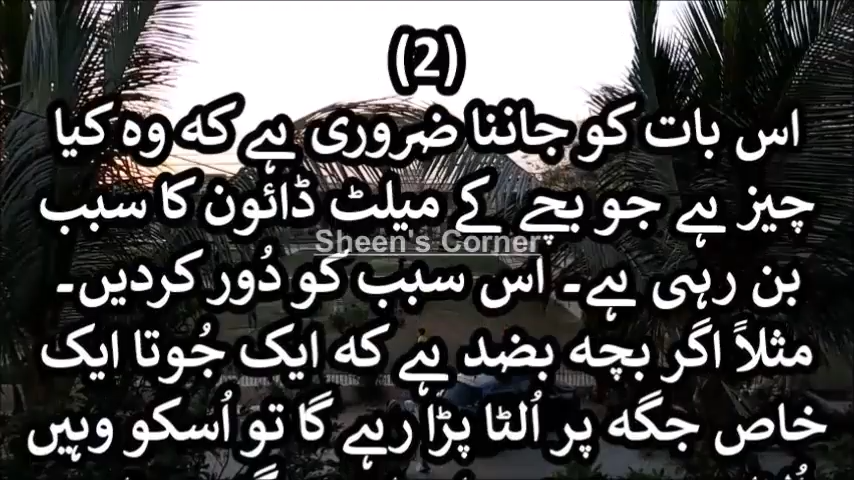 (2)
اس بات کو جاننا ضروری ہے کہ وہ کیا
چیز ہے جو بچے کے میلٹ ڈائون کا سبب
Sheen's Corner
بن رہی ہے۔ اس سبب کو دُور کردیں۔
مثلاً اگر بچہ بضد ہے کہ ایک جُوتا ایک
خاص جگہ پر اُلٹا پڑا رہے گا تو اُسکو وہیں